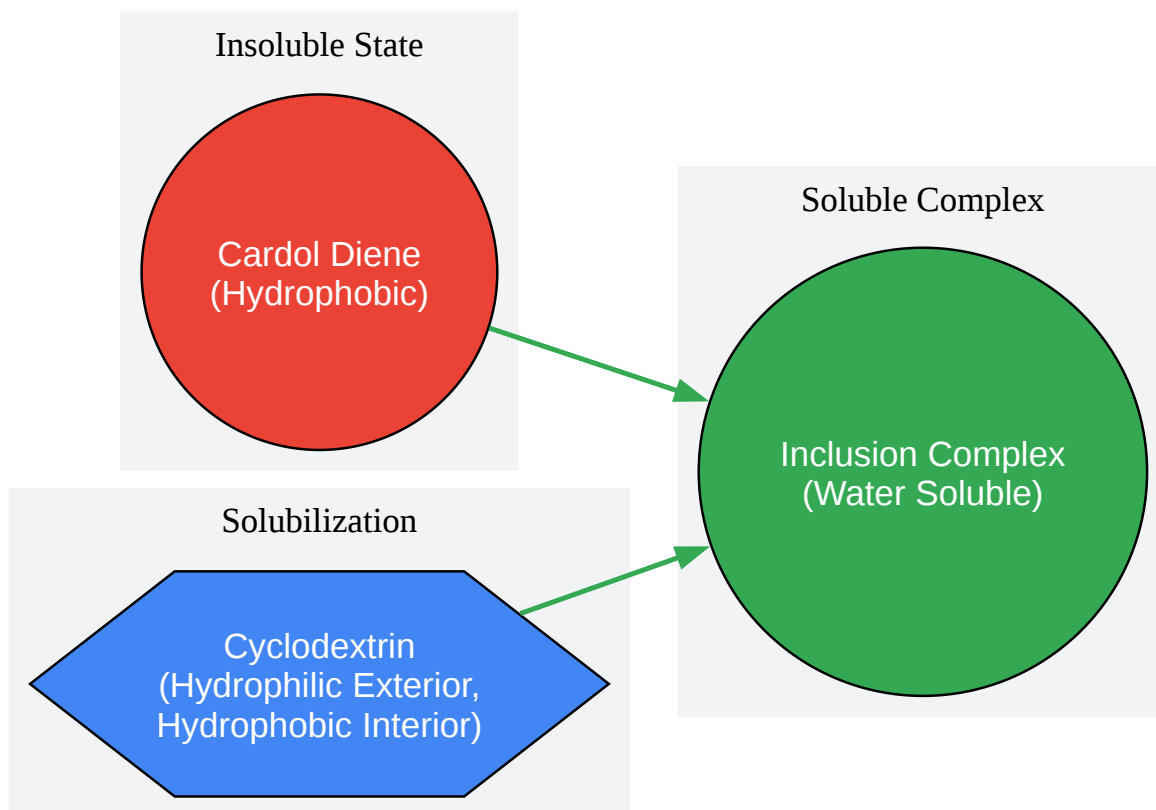 Insoluble State
Cardol Diene
(Hydrophobic)
Soluble Complex
Inclusion Complex
(Water Soluble)
Solubilization
Cyclodextrin
(Hydrophilic Exterior,
Hydrophobic Interior)